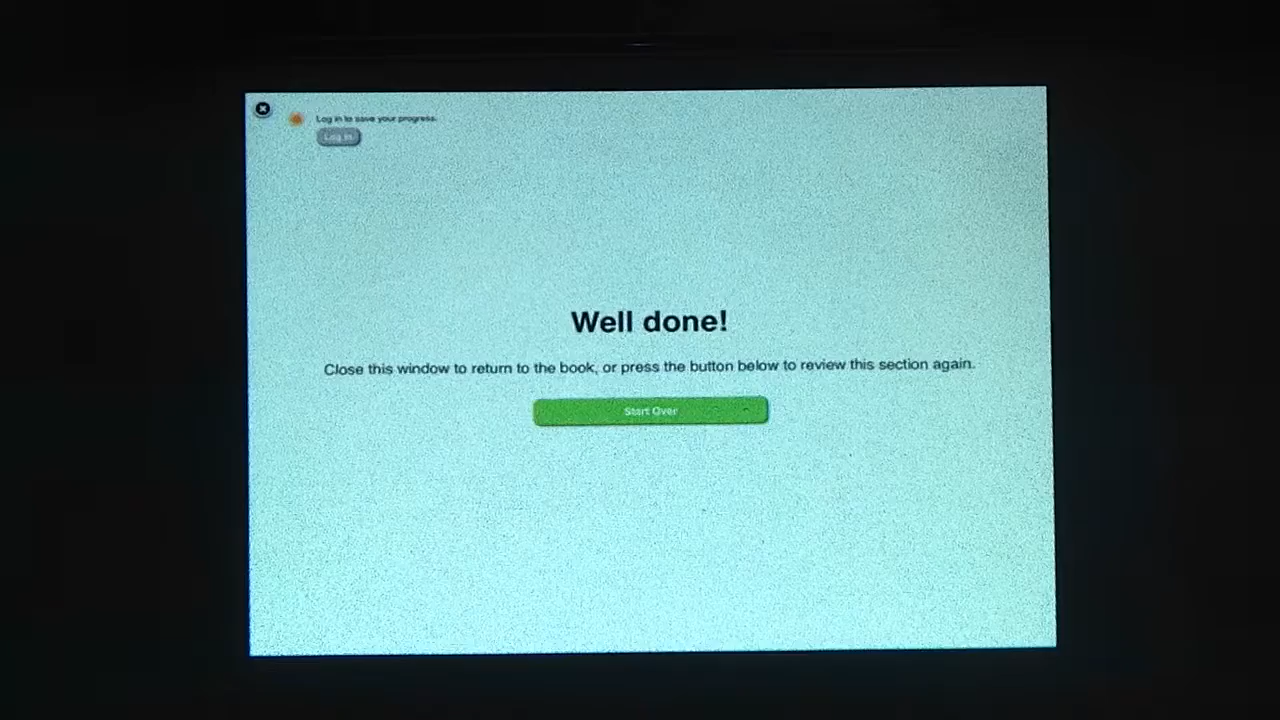 Log in to save your progress.
Log in
Well done!
Close this window to return to the book, or press the button below to review this section again.
Start Over